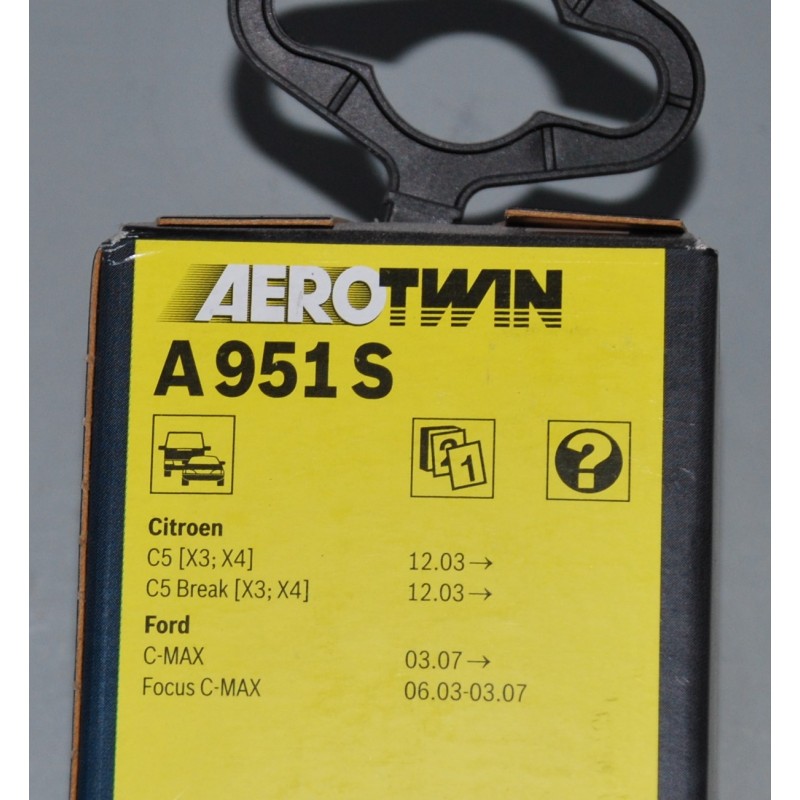 AEROTWIN
A 951 S
2 1
?
Citroen
C5 [X3; X4] 12.03→
C5 Break [X3; X4] 12.03→
Ford
C-MAX 03.07→
Focus C-MAX 06.03-03.07